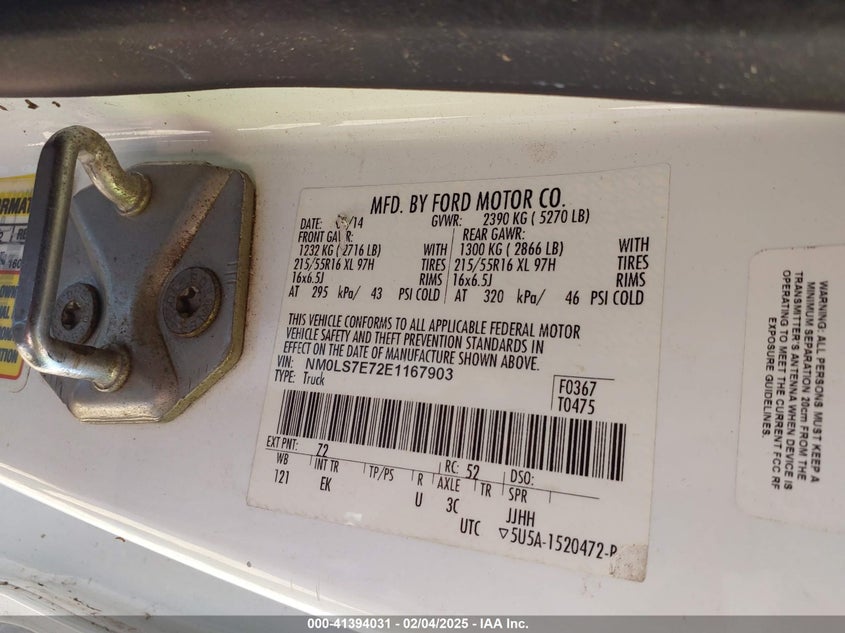 MFD. BY FORD MOTOR CO.
DATE: /14 GVWR: 2390 KG ( 5270 LB)
FRONT GAWR: REAR GAWR:
1232 KG ( 2716 LB) WITH 1300 KG ( 2866 LB) WITH
215/55R16 XL 97H TIRES 215/55R16 XL 97H TIRES
16x6.5J RIMS 16x6.5J RIMS
AT 295 kPa/ 43 PSI COLD AT 320 kPa/ 46 PSI COLD
THIS VEHICLE CONFORMS TO ALL APPLICABLE FEDERAL MOTOR
VEHICLE SAFETY AND THEFT PREVENTION STANDARDS IN
EFFECT ON THE DATE OF MANUFACTURE SHOWN ABOVE.
VIN: NM0LS7E72E1167903
TYPE: Truck
F0367
T0475
EXT PNT: Z2 RC: 52 DSO:
WB INT TR TP/PS R AXLE TR SPR
121 EK U 3C JJHH
UTC ▽5U5A-1520472-
WARNING: ALL PERSONS MUST KEEP A
MINIMUM SEPARATION 20cm FROM THE
TRANSMITTER'S ANTENNA WHEN DEVICE IS
OPERATING TO MEET THE CURRENT FCC RF
EXPOSURE GUIDELINES.
000-41394031 - 02/04/2025 - IAA Inc.